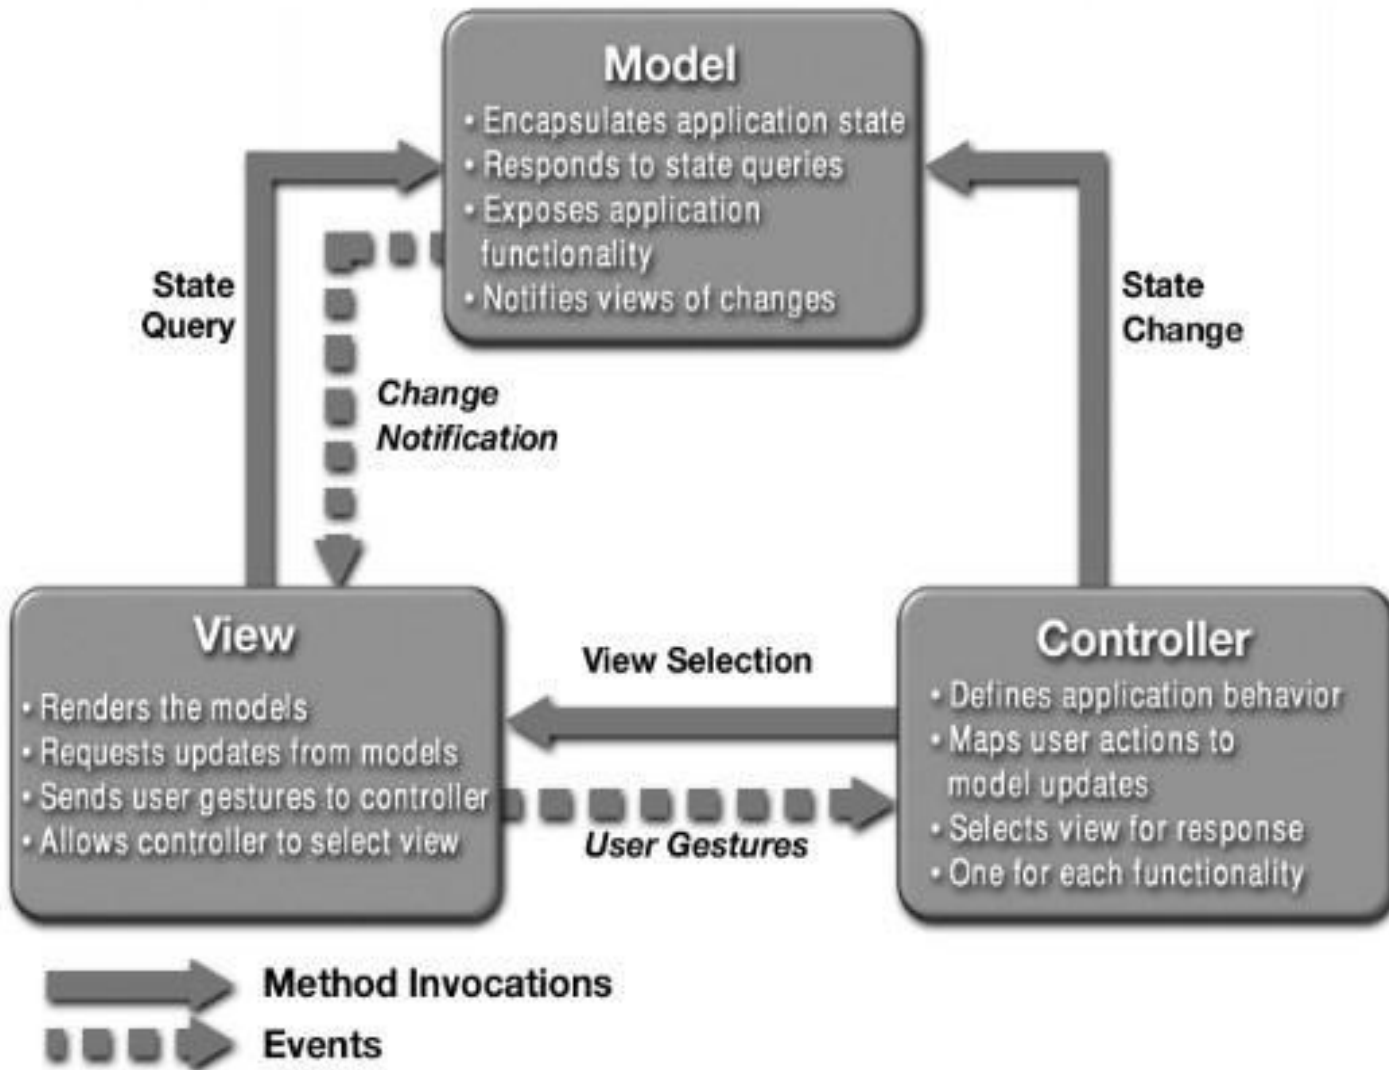 Model
• Encapsulates application state
• Responds to state queries
• Exposes application
functionality
• Notifies views of changes
State
Query
State
Change
Change
Notification
View
• Renders the models
• Requests updates from models
• Sends user gestures to controller
• Allows controller to select view
View Selection
User Gestures
Controller
• Defines application behavior
• Maps user actions to
model updates
• Selects view for response
• One for each functionality
Method Invocations
Events